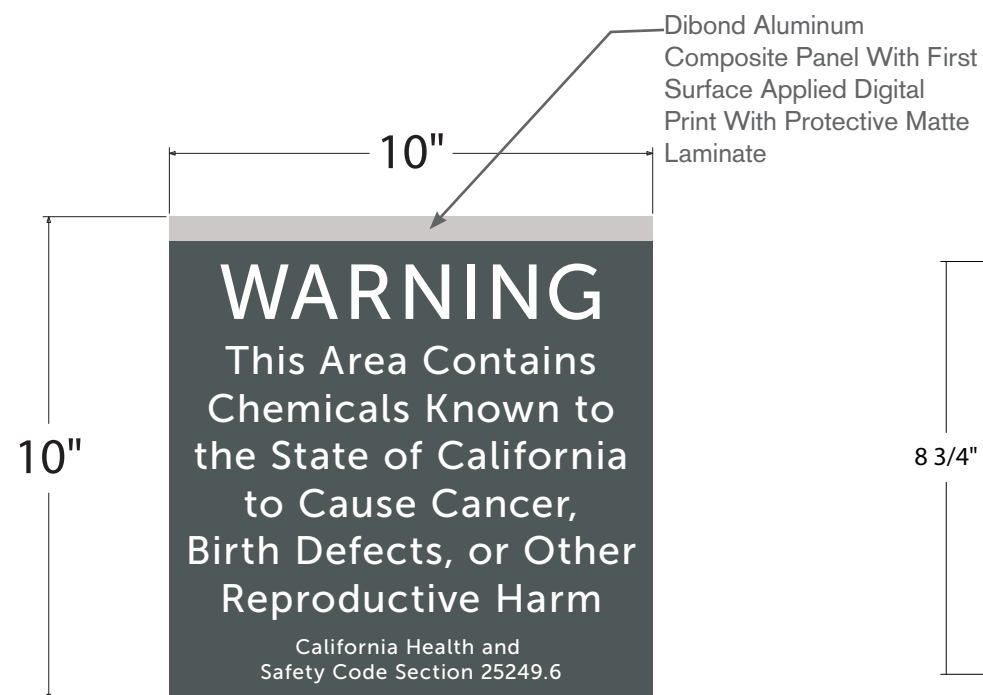 Dibond Aluminum
Composite Panel With First
Surface Applied Digital
Print With Protective Matte
Laminate
10"
10"
WARNING
This Area Contains
Chemicals Known to
the State of California
to Cause Cancer,
Birth Defects, or Other
Reproductive Harm
California Health and
Safety Code Section 25249.6
8 3/4"